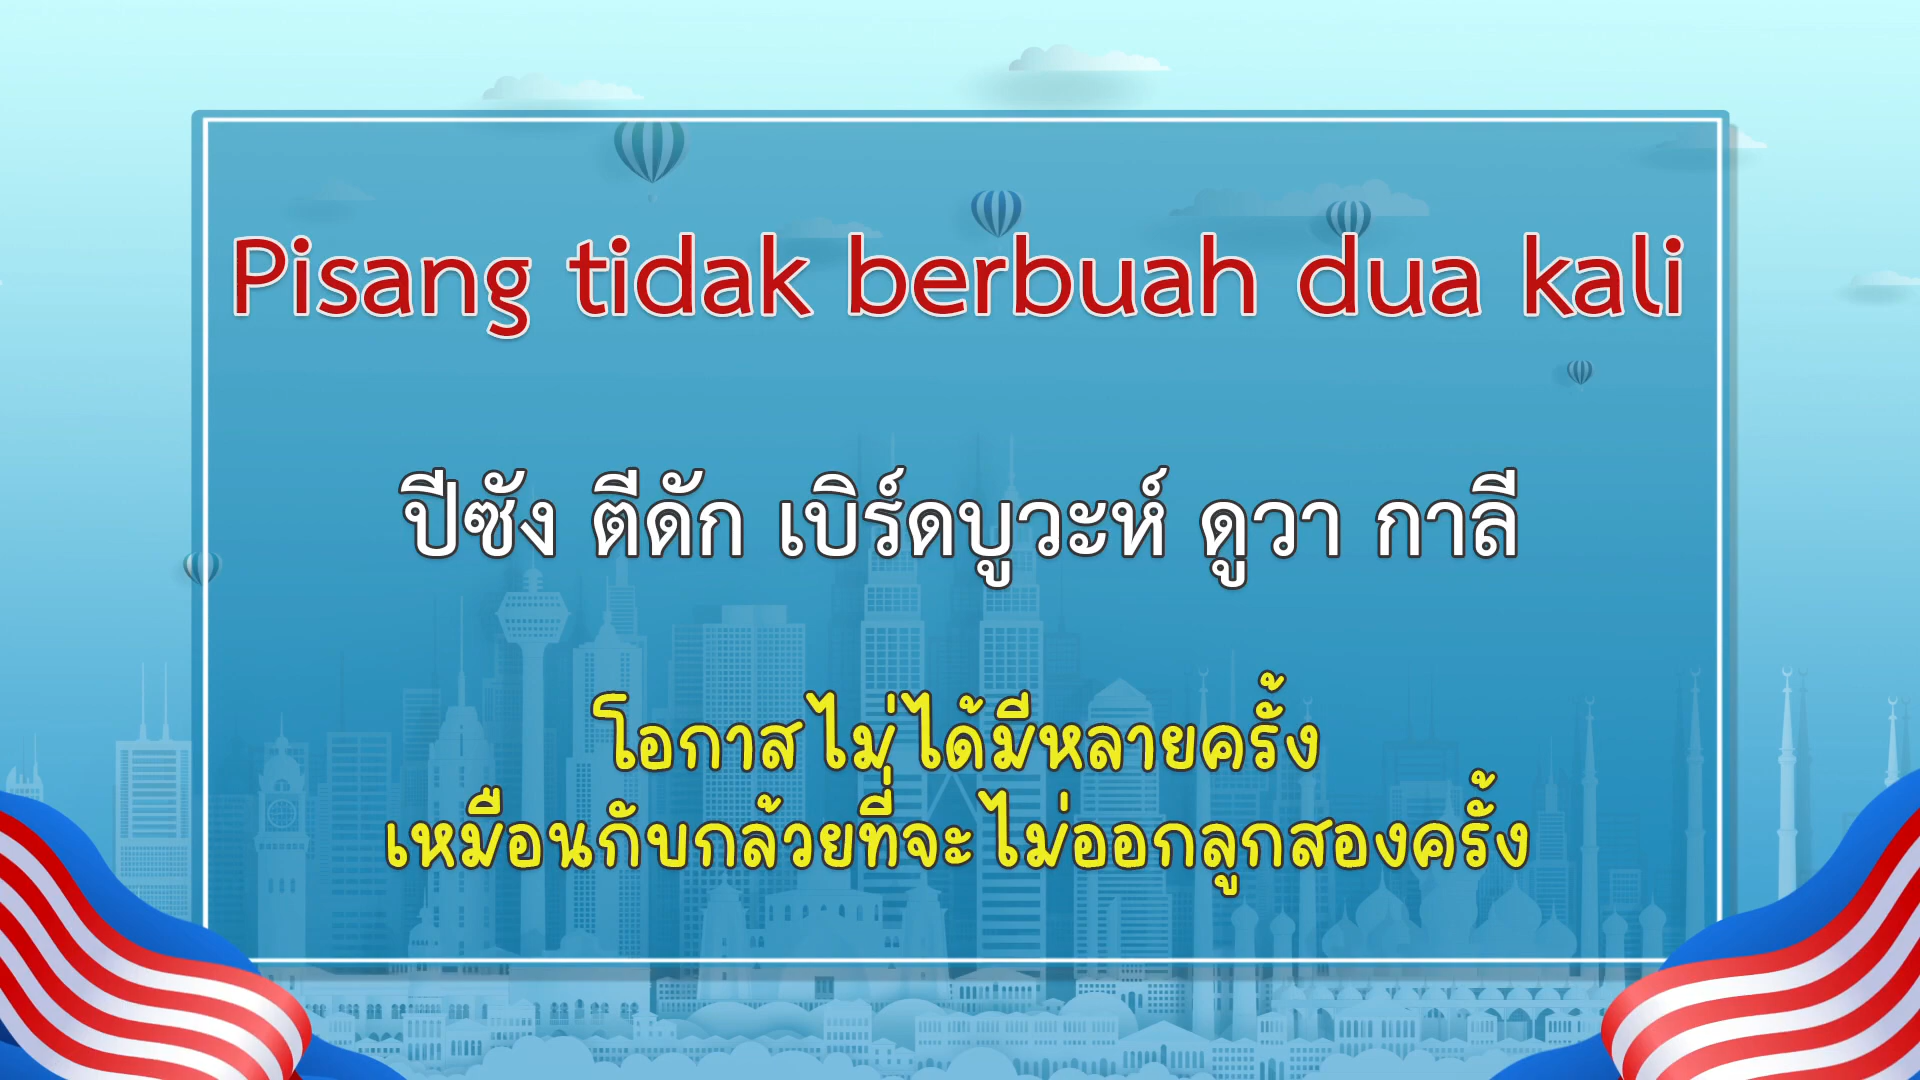 Pisang tidak berbuah dua kali
ปีซัง ตีดัก เบิร์ดบูวะห์ ดูวา กาลี
โอกาสไม่ได้มีหลายครั้ง
เหมือนกับกล้วยที่จะไม่ออกลูกสองครั้ง